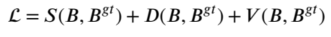 ℒ = S(B, B^{gt}) + D(B, B^{gt}) + V(B, B^{gt})